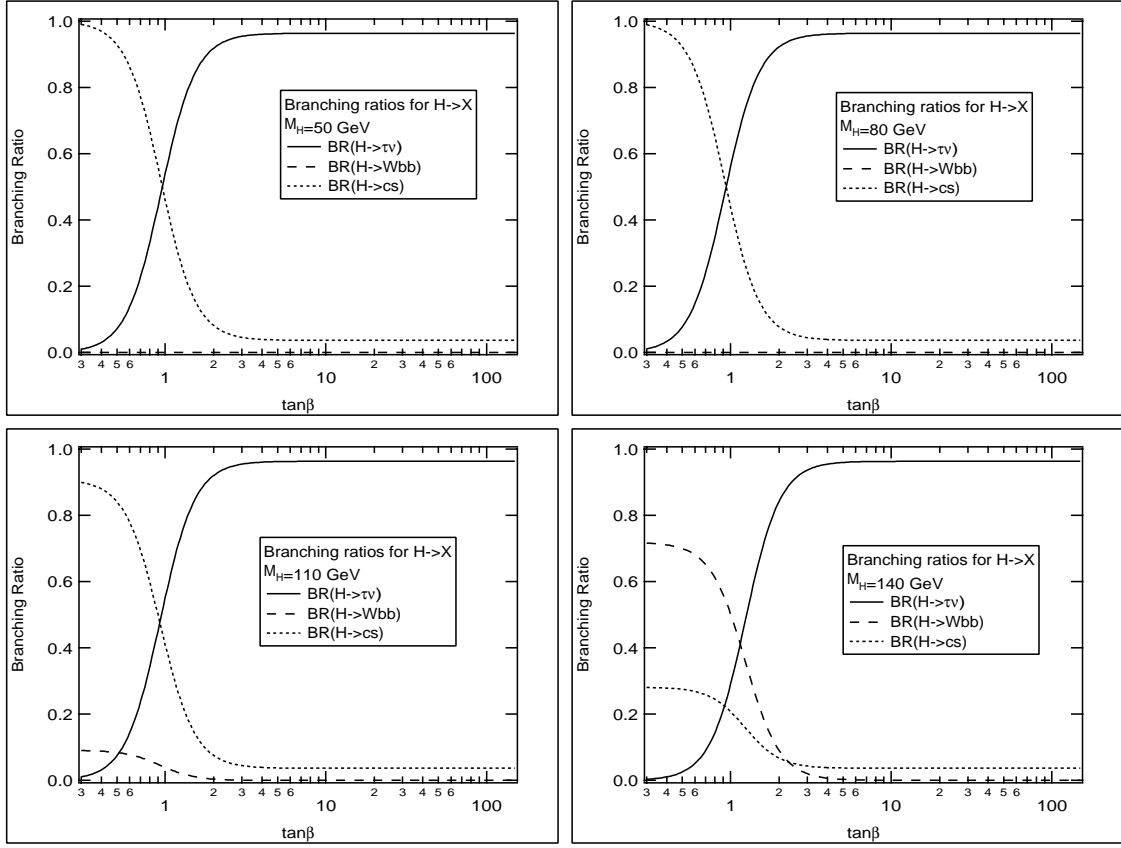 1.0
0.8
0.6
0.4
0.2
0.0
Branching Ratio
Branching ratios for H->X
M_H=50 GeV
BR(H->τν)
BR(H->Wbb)
BR(H->cs)
3 4 5 6 2 3 4 5 6 2 3 4 5 6
1 10 100
tanβ
1.0
0.8
0.6
0.4
0.2
0.0
Branching Ratio
Branching ratios for H->X
M_H=80 GeV
BR(H->τν)
BR(H->Wbb)
BR(H->cs)
3 4 5 6 2 3 4 5 6 2 3 4 5 6
1 10 100
tanβ
1.0
0.8
0.6
0.4
0.2
0.0
Branching Ratio
Branching ratios for H->X
M_H=110 GeV
BR(H->τν)
BR(H->Wbb)
BR(H->cs)
3 4 5 6 2 3 4 5 6 2 3 4 5 6
1 10 100
tanβ
1.0
0.8
0.6
0.4
0.2
0.0
Branching Ratio
Branching ratios for H->X
M_H=140 GeV
BR(H->τν)
BR(H->Wbb)
BR(H->cs)
3 4 5 6 2 3 4 5 6 2 3 4 5 6
1 10 100
tanβ